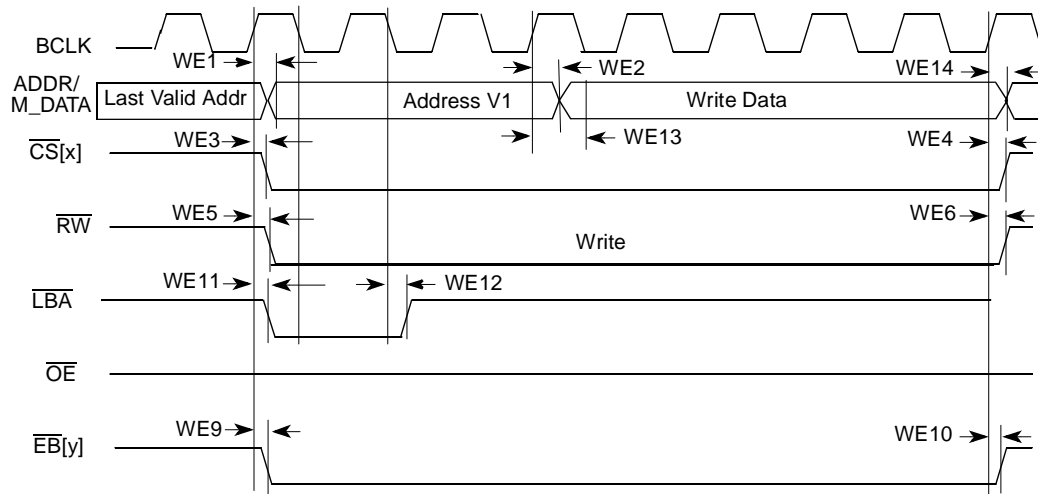 BCLK
WE1
WE2
WE14
ADDR/
M_DATA
Last Valid Addr
Address V1
Write Data
WE3
WE13
WE4
CS[x]
WE5
WE6
RW
Write
WE11
WE12
LBA
OE
WE9
WE10
EB[y]